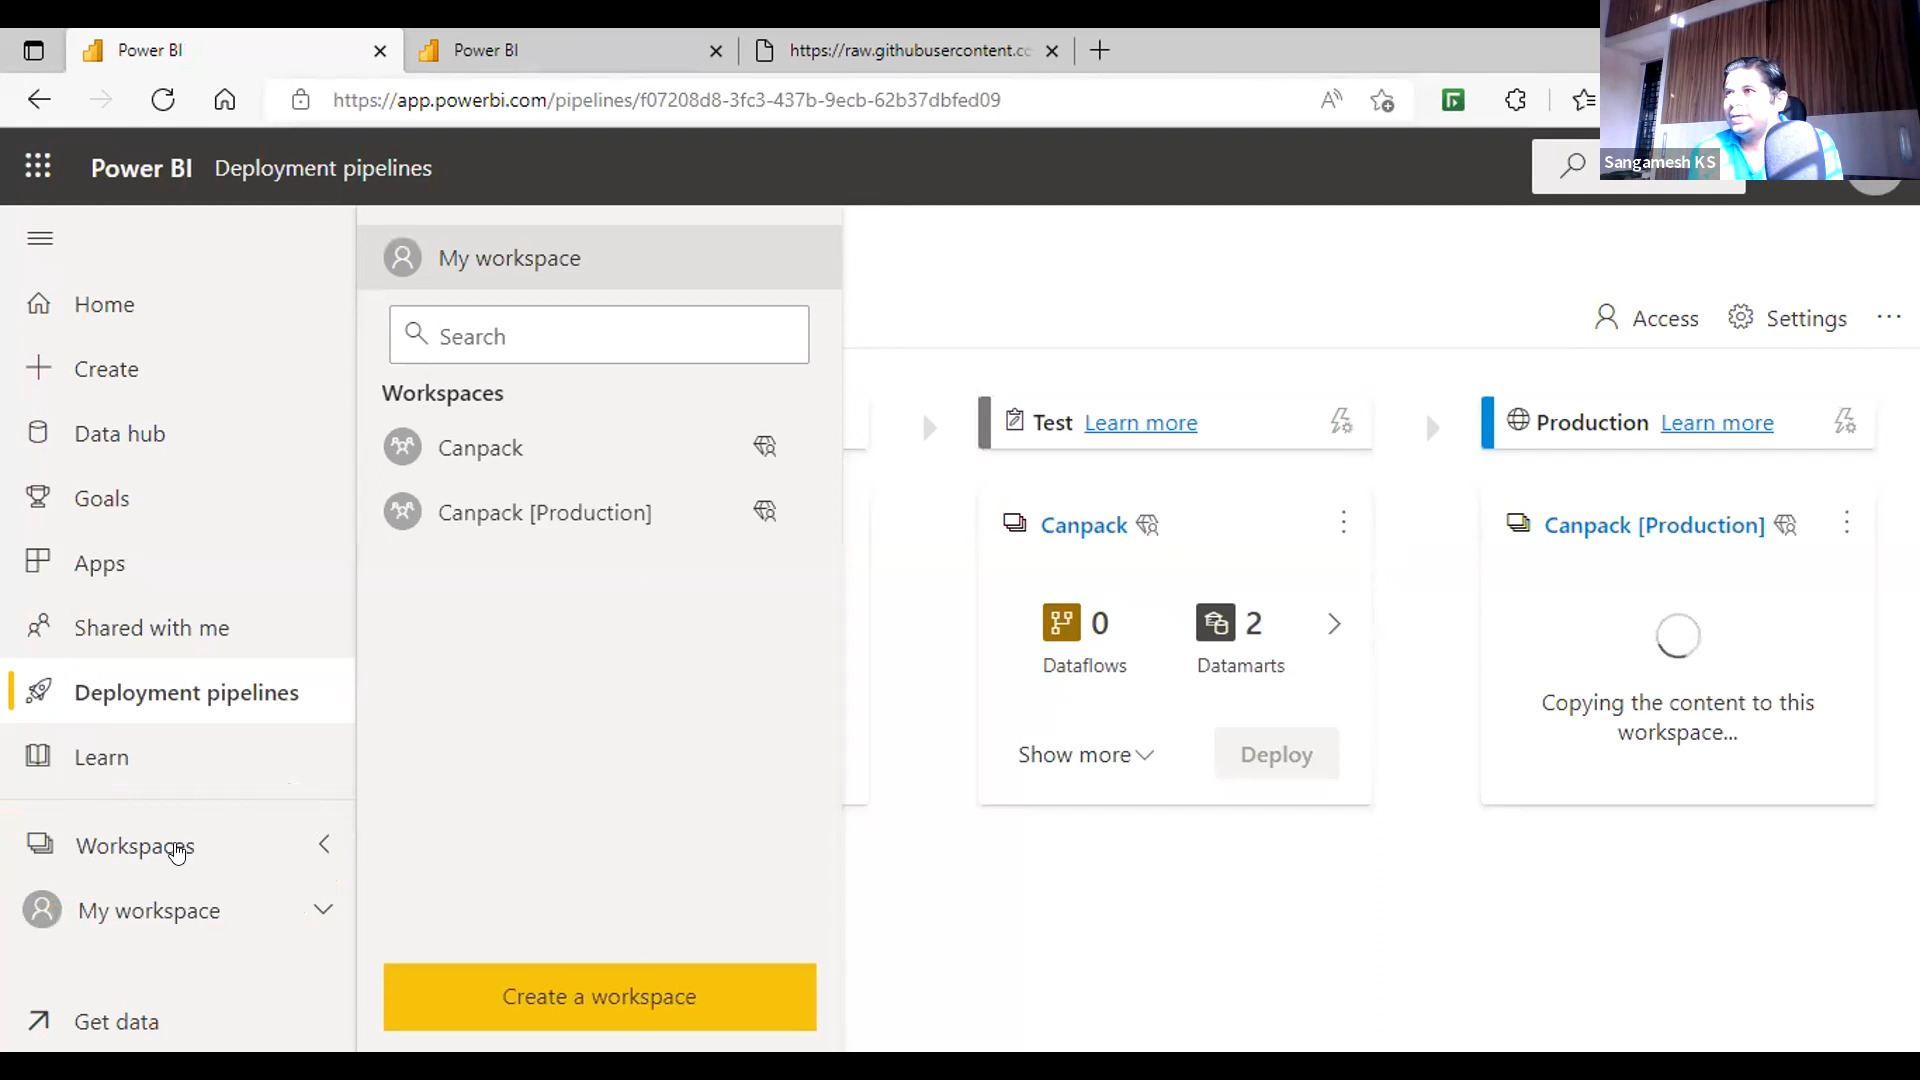 Power BI
Power BI
https://raw.githubusercontent.cc
https://app.powerbi.com/pipelines/f07208d8-3fc3-437b-9ecb-62b37dbfed09
Power BI Deployment pipelines
Sangamesh KS
Home
Create
Data hub
Goals
Apps
Shared with me
Deployment pipelines
Learn
Workspaces
My workspace
Get data
My workspace
Search
Workspaces
Canpack
Canpack [Production]
Create a workspace
Access
Settings
Test Learn more
Canpack
0
Dataflows
2
Datamarts
Show more
Deploy
Production Learn more
Canpack [Production]
Copying the content to this
workspace...